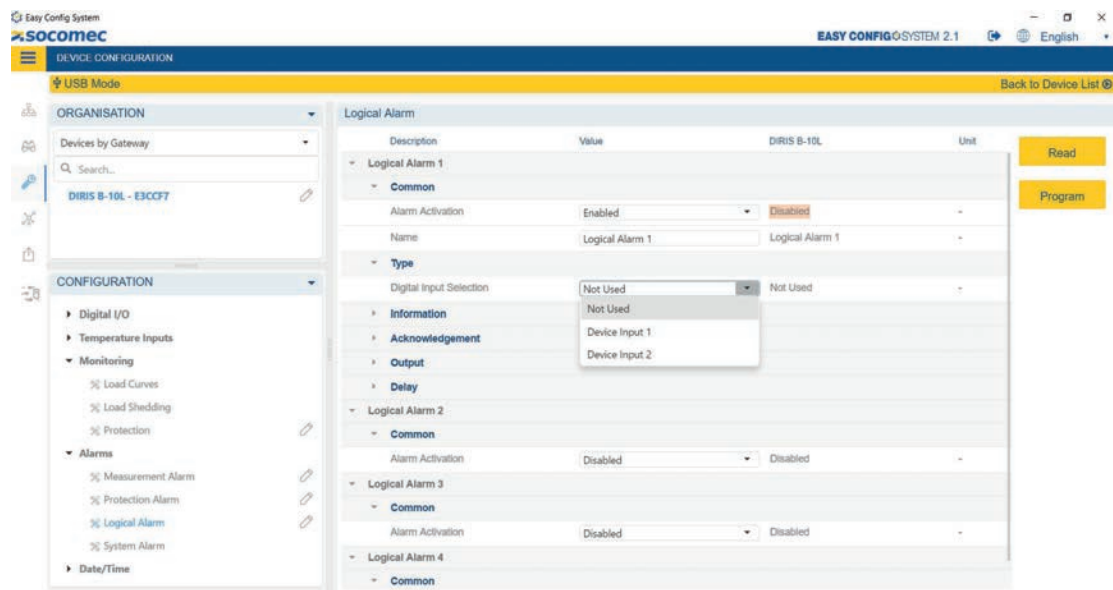 Easy Config System
socomec
EASY CONFIG SYSTEM 2.1
English
DEVICE CONFIGURATION
USB Mode
Back to Device List
ORGANISATION
Devices by Gateway
Search...
DIRIS B-10L - E3CCF7
CONFIGURATION
Digital I/O
Temperature Inputs
Monitoring
Load Curves
Load Shedding
Protection
Alarms
Measurement Alarm
Protection Alarm
Logical Alarm
System Alarm
Date/Time
Logical Alarm
Description Value DIRIS B-10L Unit
Logical Alarm 1
Common
Alarm Activation Enabled Disabled -
Name Logical Alarm 1 Logical Alarm 1 -
Type
Digital Input Selection Not Used Not Used -
Not Used
Device Input 1
Device Input 2
Information
Acknowledgement
Output
Delay
Logical Alarm 2
Common
Alarm Activation Disabled Disabled -
Logical Alarm 3
Common
Alarm Activation Disabled Disabled -
Logical Alarm 4
Common
Read
Program